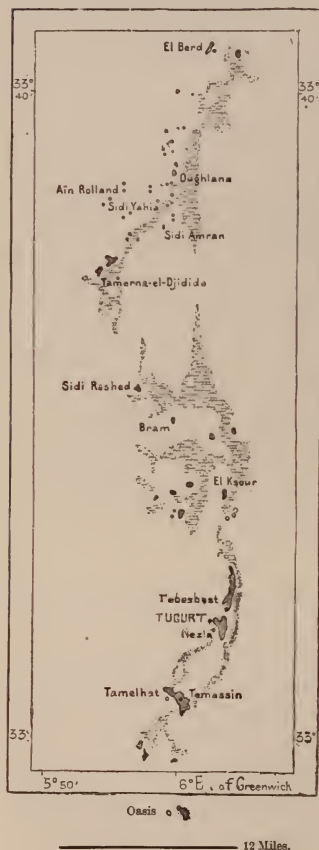 El Berd
33° 40' 33° 40'
Oughlana
Aïn Rolland
Sidi Yahia
Sidi Amran
Tamerna-el-Djidida
Sidi Rashed
Bram
El Ksour
Tebesbest
TUGURT
Nezla
Tamelhat Temassin
33° 33°
5°50' 6°E. of Greenwich
Oasis
12 Miles.